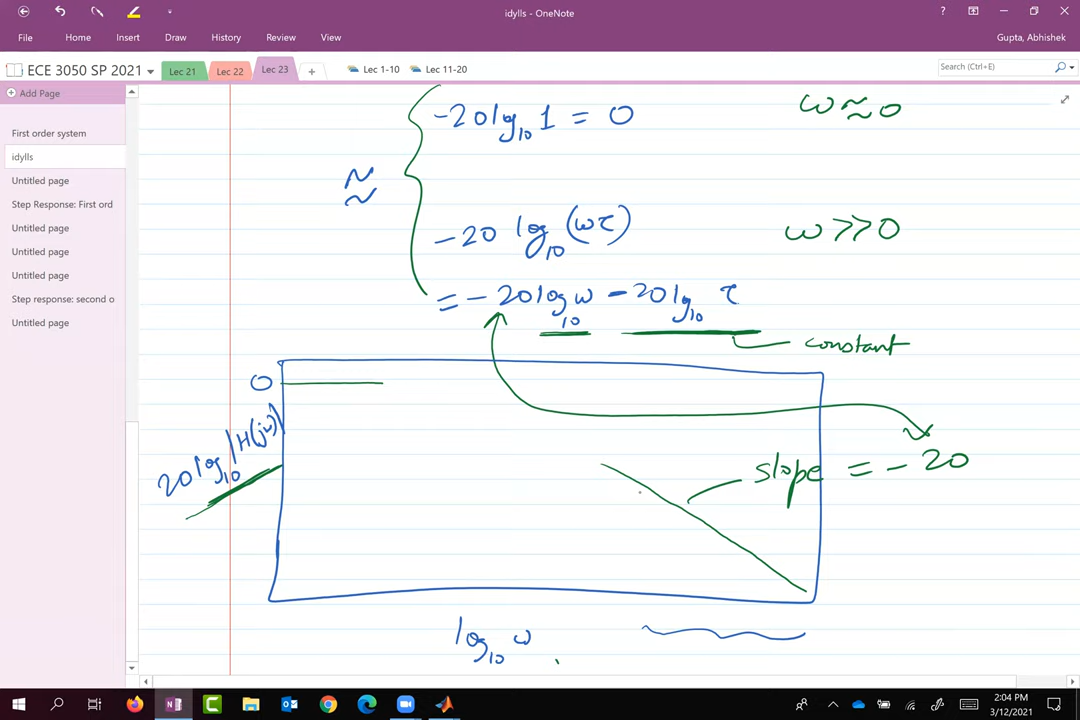 idylls - OneNote
Gupta, Abhishek
File Home Insert Draw History Review View
ECE 3050 SP 2021 Lec 21 Lec 22 Lec 23 Lec 1-10 Lec 11-20
Search (Ctrl+E)
Add Page
First order system
idylls
Untitled page
Step Response: First ord
Untitled page
Untitled page
Untitled page
Step response: second o
Untitled page
-20 log₁₀ 1 = 0 ω ≈ 0
≈
-20 log₁₀ (ωτ) ω >> 0
= -20 log₁₀ ω - 20 log₁₀ τ
constant
0
20 log₁₀ |H(jω)|
slope = -20
log₁₀ ω
2:04 PM
3/12/2021